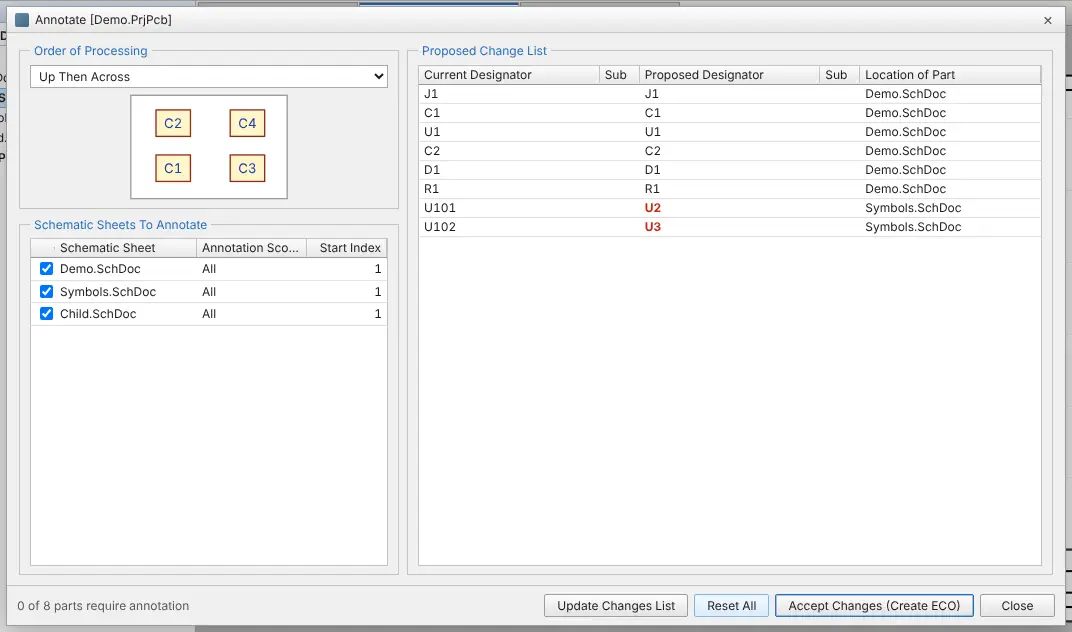 Annotate [Demo.PrjPcb]
Order of Processing
Up Then Across
C2 C4
C1 C3
Schematic Sheets To Annotate
Schematic Sheet Annotation Sco... Start Index
Demo.SchDoc All 1
Symbols.SchDoc All 1
Child.SchDoc All 1
Proposed Change List
Current Designator Sub Proposed Designator Sub Location of Part
J1 J1 Demo.SchDoc
C1 C1 Demo.SchDoc
U1 U1 Demo.SchDoc
C2 C2 Demo.SchDoc
D1 D1 Demo.SchDoc
R1 R1 Demo.SchDoc
U101 U2 Symbols.SchDoc
U102 U3 Symbols.SchDoc
0 of 8 parts require annotation
Update Changes List Reset All Accept Changes (Create ECO) Close